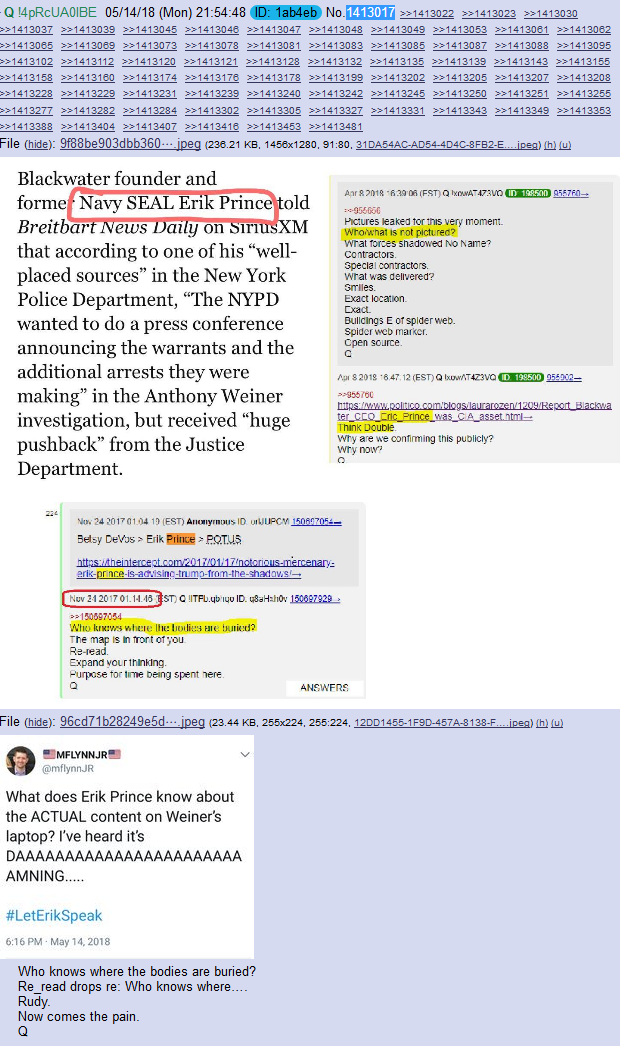 Q !4pRcUA0lBE 05/14/18 (Mon) 21:54:48 ID: 1ab4eb No.1413017 >>1413022 >>1413023 >>1413030
>>1413037 >>1413039 >>1413045 >>1413046 >>1413047 >>1413048 >>1413049 >>1413053 >>1413061 >>1413062
>>1413065 >>1413069 >>1413073 >>1413078 >>1413081 >>1413083 >>1413085 >>1413087 >>1413088 >>1413095
>>1413102 >>1413112 >>1413120 >>1413121 >>1413128 >>1413132 >>1413135 >>1413139 >>1413143 >>1413155
>>1413158 >>1413160 >>1413174 >>1413176 >>1413178 >>1413199 >>1413202 >>1413205 >>1413207 >>1413208
>>1413228 >>1413229 >>1413231 >>1413239 >>1413240 >>1413242 >>1413245 >>1413250 >>1413251 >>1413255
>>1413277 >>1413282 >>1413284 >>1413302 >>1413305 >>1413327 >>1413331 >>1413343 >>1413349 >>1413353
>>1413388 >>1413404 >>1413407 >>1413416 >>1413453 >>1413481
File (hide): 9f88be903dbb360⋯.jpeg (236.21 KB, 1456x1280, 91:80, 31DA54AC-AD54-4D4C-8FB2-E….jpeg) (h) (u)
Blackwater founder and
former Navy SEAL Erik Prince told
Breitbart News Daily on SiriusXM
that according to one of his “well-
placed sources” in the New York
Police Department, “The NYPD
wanted to do a press conference
announcing the warrants and the
additional arrests they were
making” in the Anthony Weiner
investigation, but received “huge
pushback” from the Justice
Department.
Apr 8 2018 16:39:06 (EST) Q !xowAT4Z3VQ ID: 198500 955760→
>>955656
Pictures leaked for this very moment.
Who/what is not pictured?
What forces shadowed No Name?
Contractors.
Special contractors.
What was delivered?
Smiles.
Exact location.
Exact.
Buildings E of spider web.
Spider web marker.
Open source.
Q
Apr 8 2018 16:47:12 (EST) Q !xowAT4Z3VQ ID: 198500 955902→
>>955760
https://www.politico.com/blogs/laurarozen/1209/Report_Blackwa
ter_CEO_Eric_Prince_was_CIA_asset.html→
Think Double.
Why are we confirming this publicly?
Why now?
Q
224
Nov 24 2017 01:04:19 (EST) Anonymous ID: 150697054→
Betsy DeVos > Erik Prince > POTUS
https://theintercept.com/2017/01/17/notorious-mercenary-
erik-prince-is-advising-trump-from-the-shadows/→
Nov 24 2017 01:14:46 (EST) Q ID: 150697929→
>>150697054
Who knows where the bodies are buried?
The map is in front of you.
Re-read.
Expand your thinking.
Purpose for time being spent here.
Q
ANSWERS
File (hide): 96cd71b28249e5d⋯.jpeg (23.44 KB, 255x224, 255:224, 12DD1455-1F9D-457A-8138-F….jpeg) (h) (u)
🇺🇸MFLYNNJR🇺🇸
@mflynnJR
What does Erik Prince know about
the ACTUAL content on Weiner's
laptop? I've heard it's
DAAAAAAAAAAAAAAAAAAAAAAA
AMNING.....
#LetErikSpeak
6:16 PM · May 14, 2018
Who knows where the bodies are buried?
Re_read drops re: Who knows where….
Rudy.
Now comes the pain.
Q